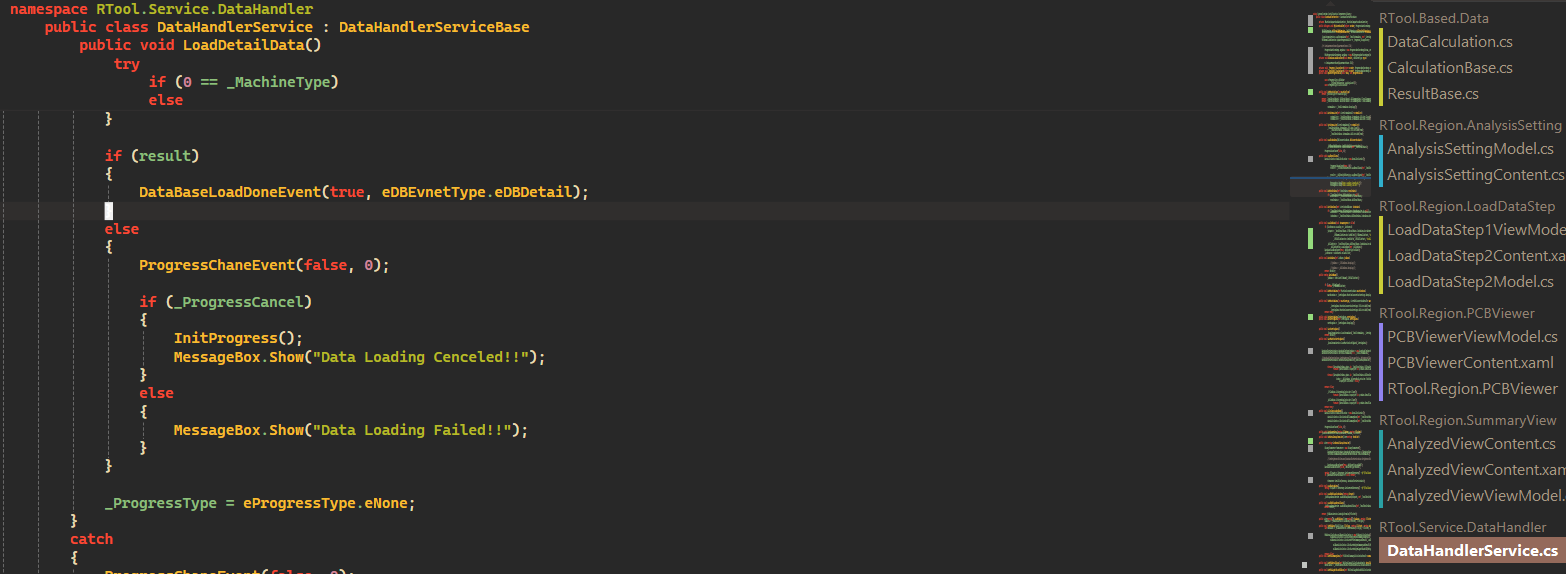 namespace RTool.Service.DataHandler
public class DataHandlerService : DataHandlerServiceBase
public void LoadDetailData()
try
if (0 == _MachineType)
else
}
if (result)
{
DataBaseLoadDoneEvent(true, eDBEvnetType.eDBDetail);
}
else
{
ProgressChaneEvent(false, 0);
if (_ProgressCancel)
{
InitProgress();
MessageBox.Show("Data Loading Cenceled!!");
}
else
{
MessageBox.Show("Data Loading Failed!!");
}
}
_ProgressType = eProgressType.eNone;
}
catch
{
ProgressChaneEvent(false, 0);
RTool.Based.Data
DataCalculation.cs
CalculationBase.cs
ResultBase.cs
RTool.Region.AnalysisSetting
AnalysisSettingModel.cs
AnalysisSettingContent.cs
RTool.Region.LoadDataStep
LoadDataStep1ViewMode
LoadDataStep2Content.xa
LoadDataStep2Model.cs
RTool.Region.PCBViewer
PCBViewerViewModel.cs
PCBViewerContent.xaml
RTool.Region.PCBViewer
RTool.Region.SummaryView
AnalyzedViewContent.cs
AnalyzedViewContent.xam
AnalyzedViewViewModel.
RTool.Service.DataHandler
DataHandlerService.cs